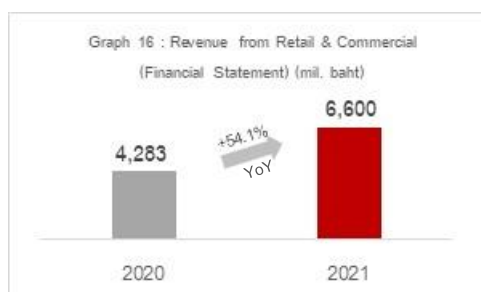 Graph 16 : Revenue from Retail & Commercial
(Financial Statement) (mil. baht)
6,600
+54.1%
4,283
YoY
2020 2021